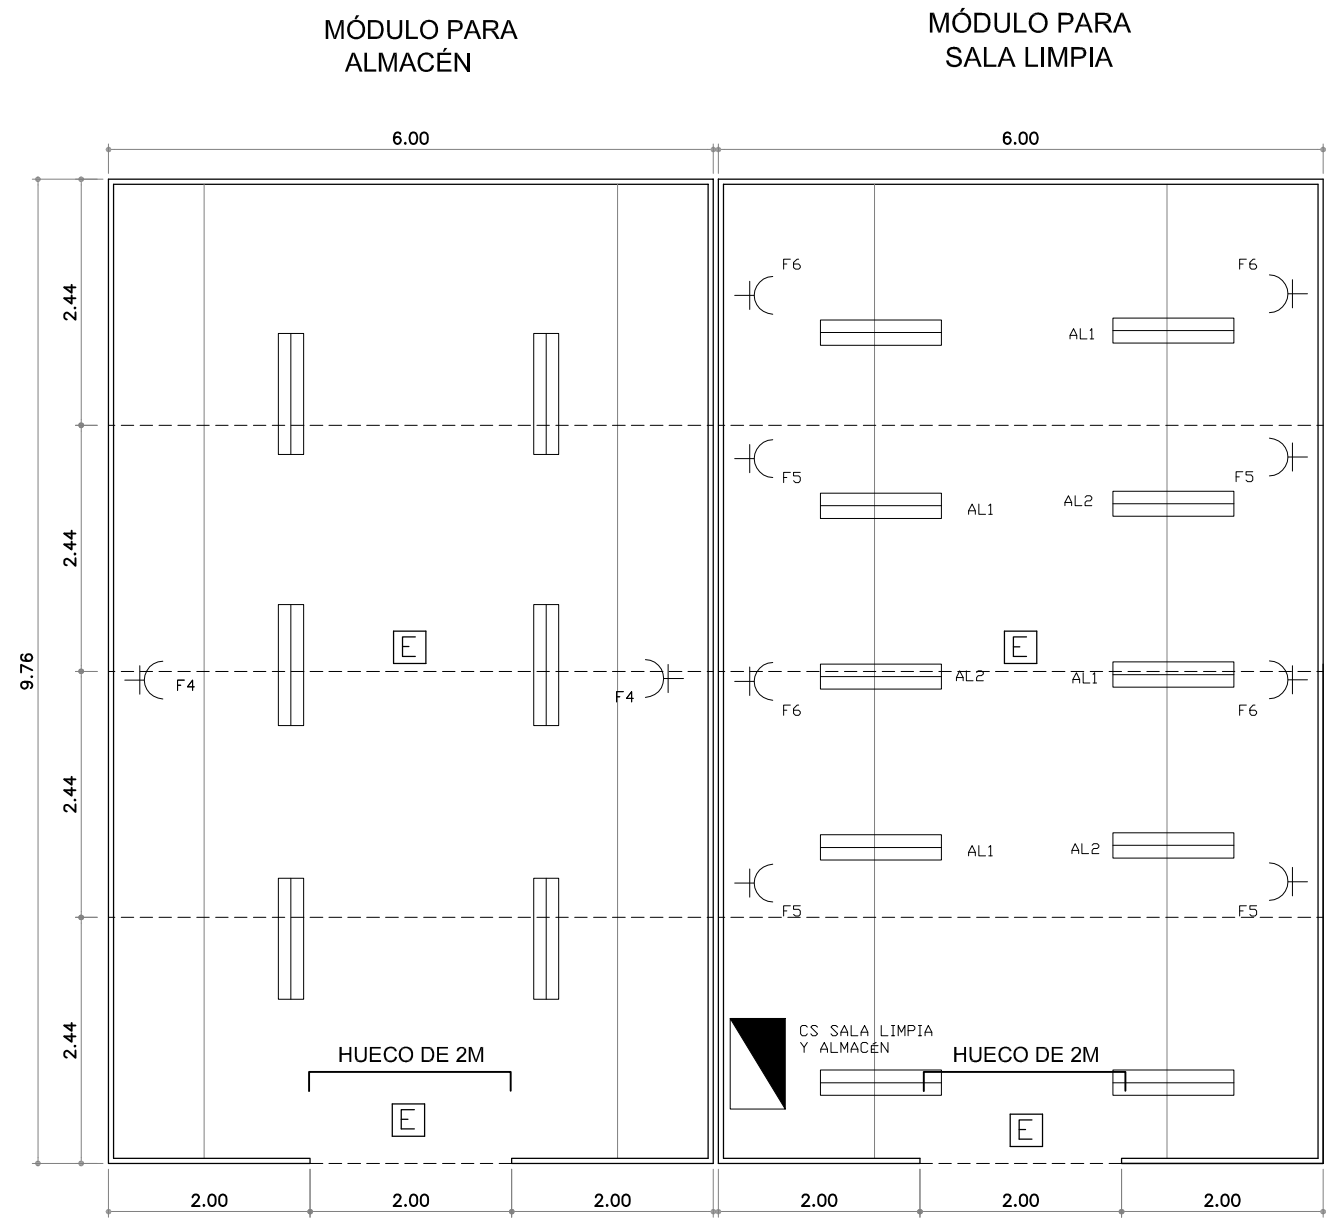 MÓDULO PARA
ALMACÉN
MÓDULO PARA
SALA LIMPIA
6.00
6.00
2.44
2.44
9.76
2.44
2.44
F4
F4
E
HUECO DE 2M
E
F6
F6
AL1
F5
F5
AL1
AL2
E
AL2
AL1
F6
F6
AL1
AL2
F5
F5
CS SALA LIMPIA
Y ALMACÉN
HUECO DE 2M
E
2.00
2.00
2.00
2.00
2.00
2.00